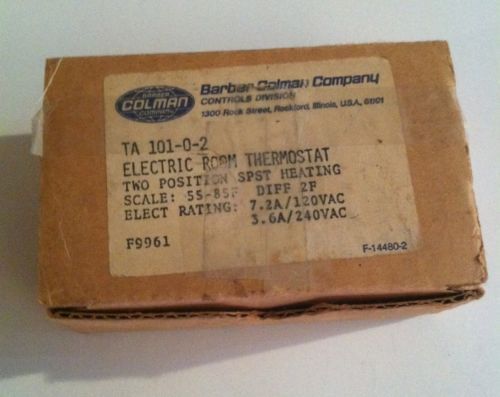 BARBER
COLMAN
COMPANY
Barber-Colman Company
CONTROLS DIVISION
1300 Rock Street, Rockford, Illinois, U.S.A., 61101
TA 101-0-2
ELECTRIC ROOM THERMOSTAT
TWO POSITION SPST HEATING
SCALE: 55-85F DIFF 2F
ELECT RATING: 7.2A/120VAC
3.6A/240VAC
F9961
F-14480-2